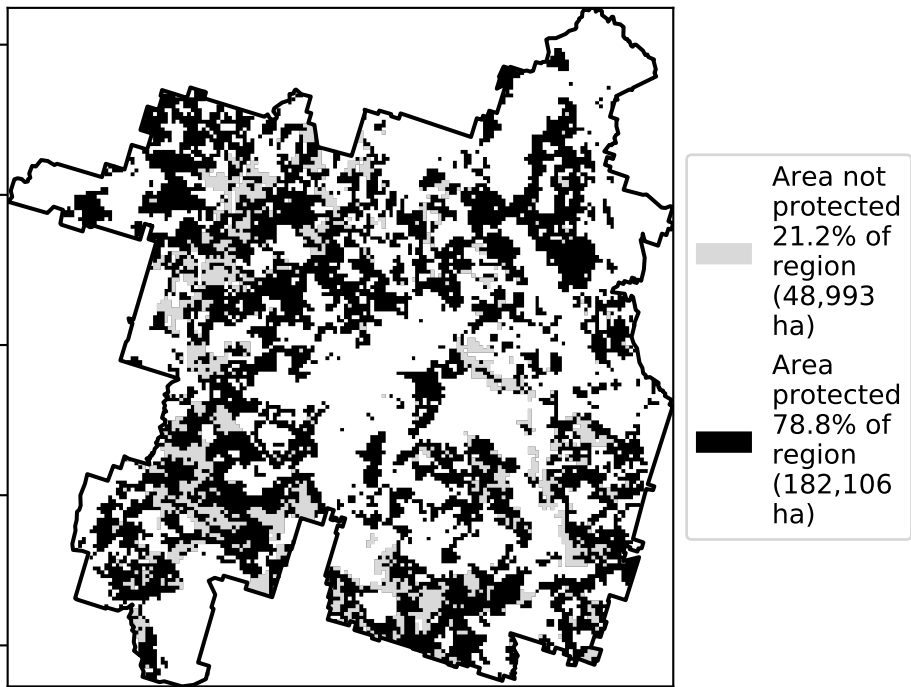 Area not
protected
21.2% of
region
(48,993
ha)
Area
protected
78.8% of
region
(182,106
ha)